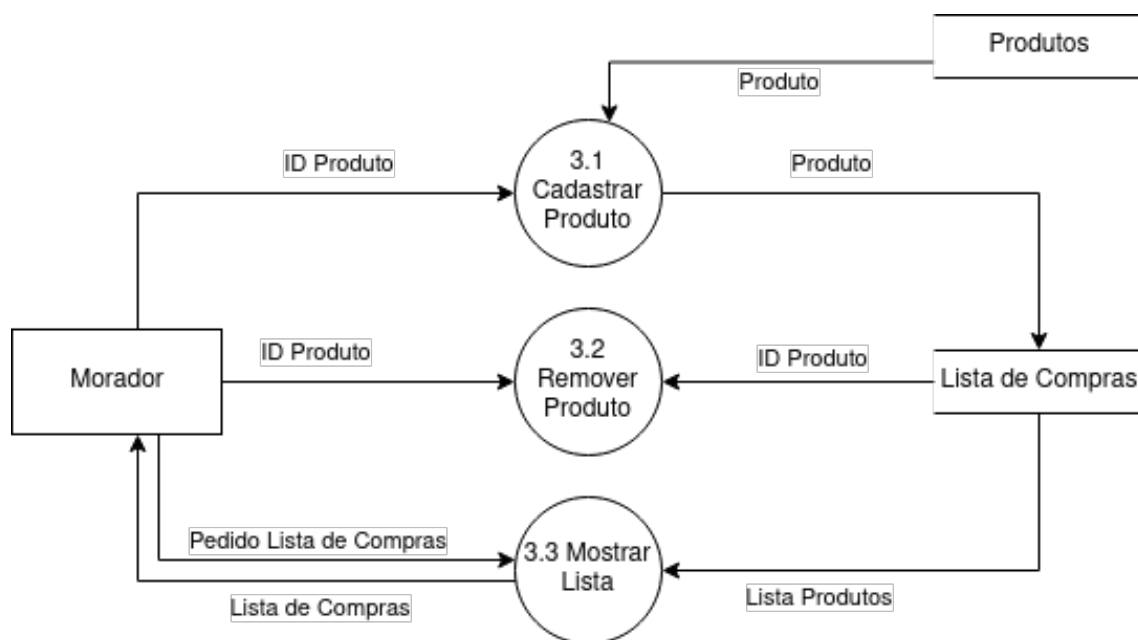 Produtos
Produto
ID Produto
3.1
Cadastrar
Produto
Produto
Morador
ID Produto
3.2
Remover
Produto
ID Produto
Lista de Compras
Pedido Lista de Compras
3.3 Mostrar
Lista
Lista de Compras
Lista Produtos